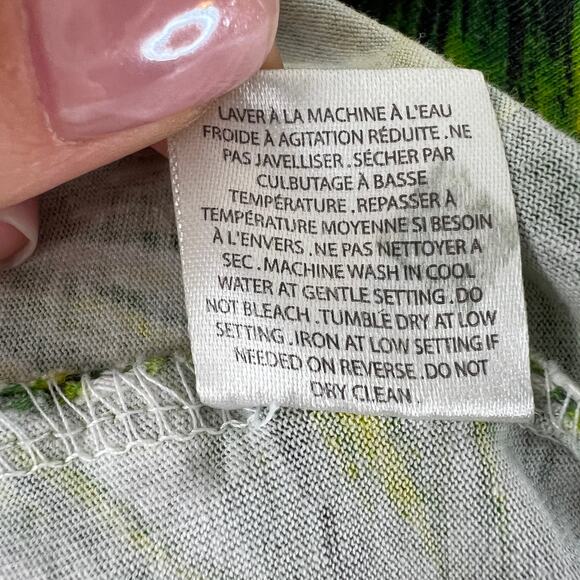 LAVER À LA MACHINE À L'EAU
FROIDE À AGITATION RÉDUITE .NE
PAS JAVELLISER .SÉCHER PAR
CULBUTAGE À BASSE
TEMPÉRATURE .REPASSER À
TEMPÉRATURE MOYENNE SI BESOIN
À L'ENVERS .NE PAS NETTOYER A
SEC .MACHINE WASH IN COOL
WATER AT GENTLE SETTING .DO
NOT BLEACH .TUMBLE DRY AT LOW
SETTING .IRON AT LOW SETTING IF
NEEDED ON REVERSE .DO NOT
DRY CLEAN .